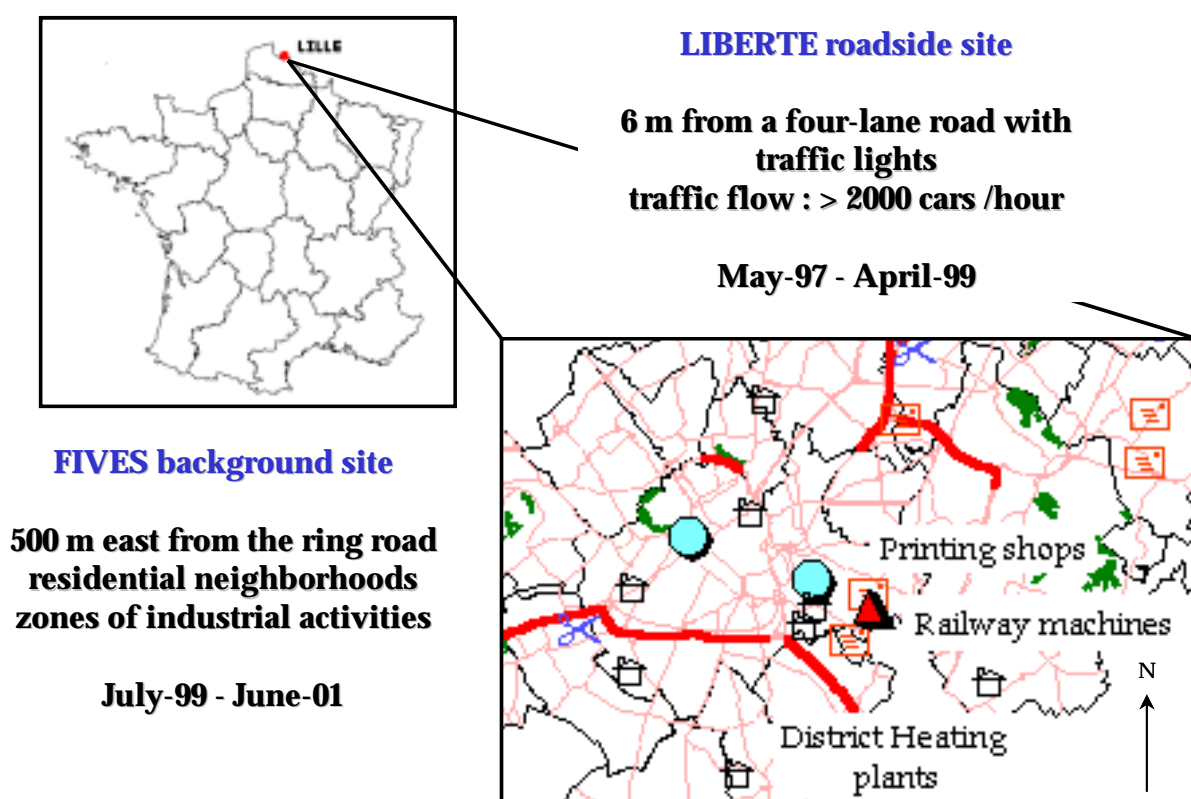 LILLE
LIBERTE roadside site
6 m from a four-lane road with
traffic lights
traffic flow : > 2000 cars /hour
May-97 - April-99
FIVES background site
500 m east from the ring road
residential neighborhoods
zones of industrial activities
July-99 - June-01
Printing shops
Railway machines
N
District Heating
plants